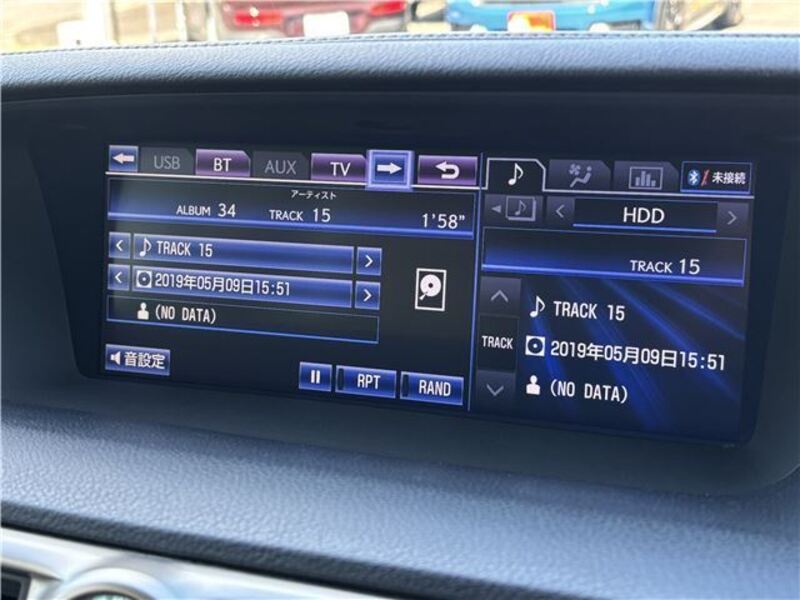 USB BT AUX TV
未接続
アーティスト
ALBUM 34 TRACK 15 1'58"
TRACK 15
2019年05月09日15:51
(NO DATA)
音設定
RPT RAND
HDD
TRACK 15
TRACK
TRACK 15
2019年05月09日15:51
(NO DATA)